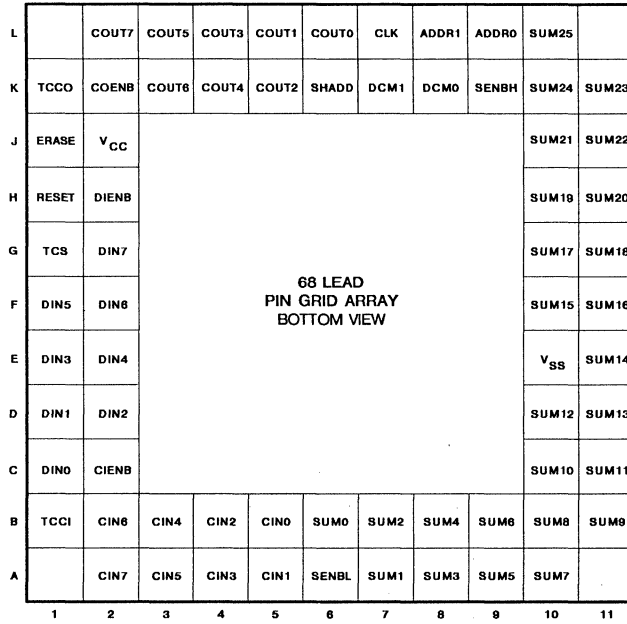 L COUT7 COUT5 COUT3 COUT1 COUT0 CLK ADDR1 ADDR0 SUM25
K TCCO COENB COUT6 COUT4 COUT2 SHADD DCM1 DCM0 SENBH SUM24 SUM23
J ERASE VCC SUM21 SUM22
H RESET DIENB SUM19 SUM20
G TCS DIN7 SUM17 SUM18
68 LEAD
PIN GRID ARRAY
BOTTOM VIEW
F DIN5 DIN6 SUM15 SUM16
E DIN3 DIN4 VSS SUM14
D DIN1 DIN2 SUM12 SUM13
C DIN0 CIENB SUM10 SUM11
B TCCI CIN6 CIN4 CIN2 CIN0 SUM0 SUM2 SUM4 SUM6 SUM8 SUM9
A CIN7 CIN5 CIN3 CIN1 SENBL SUM1 SUM3 SUM5 SUM7
1 2 3 4 5 6 7 8 9 10 11